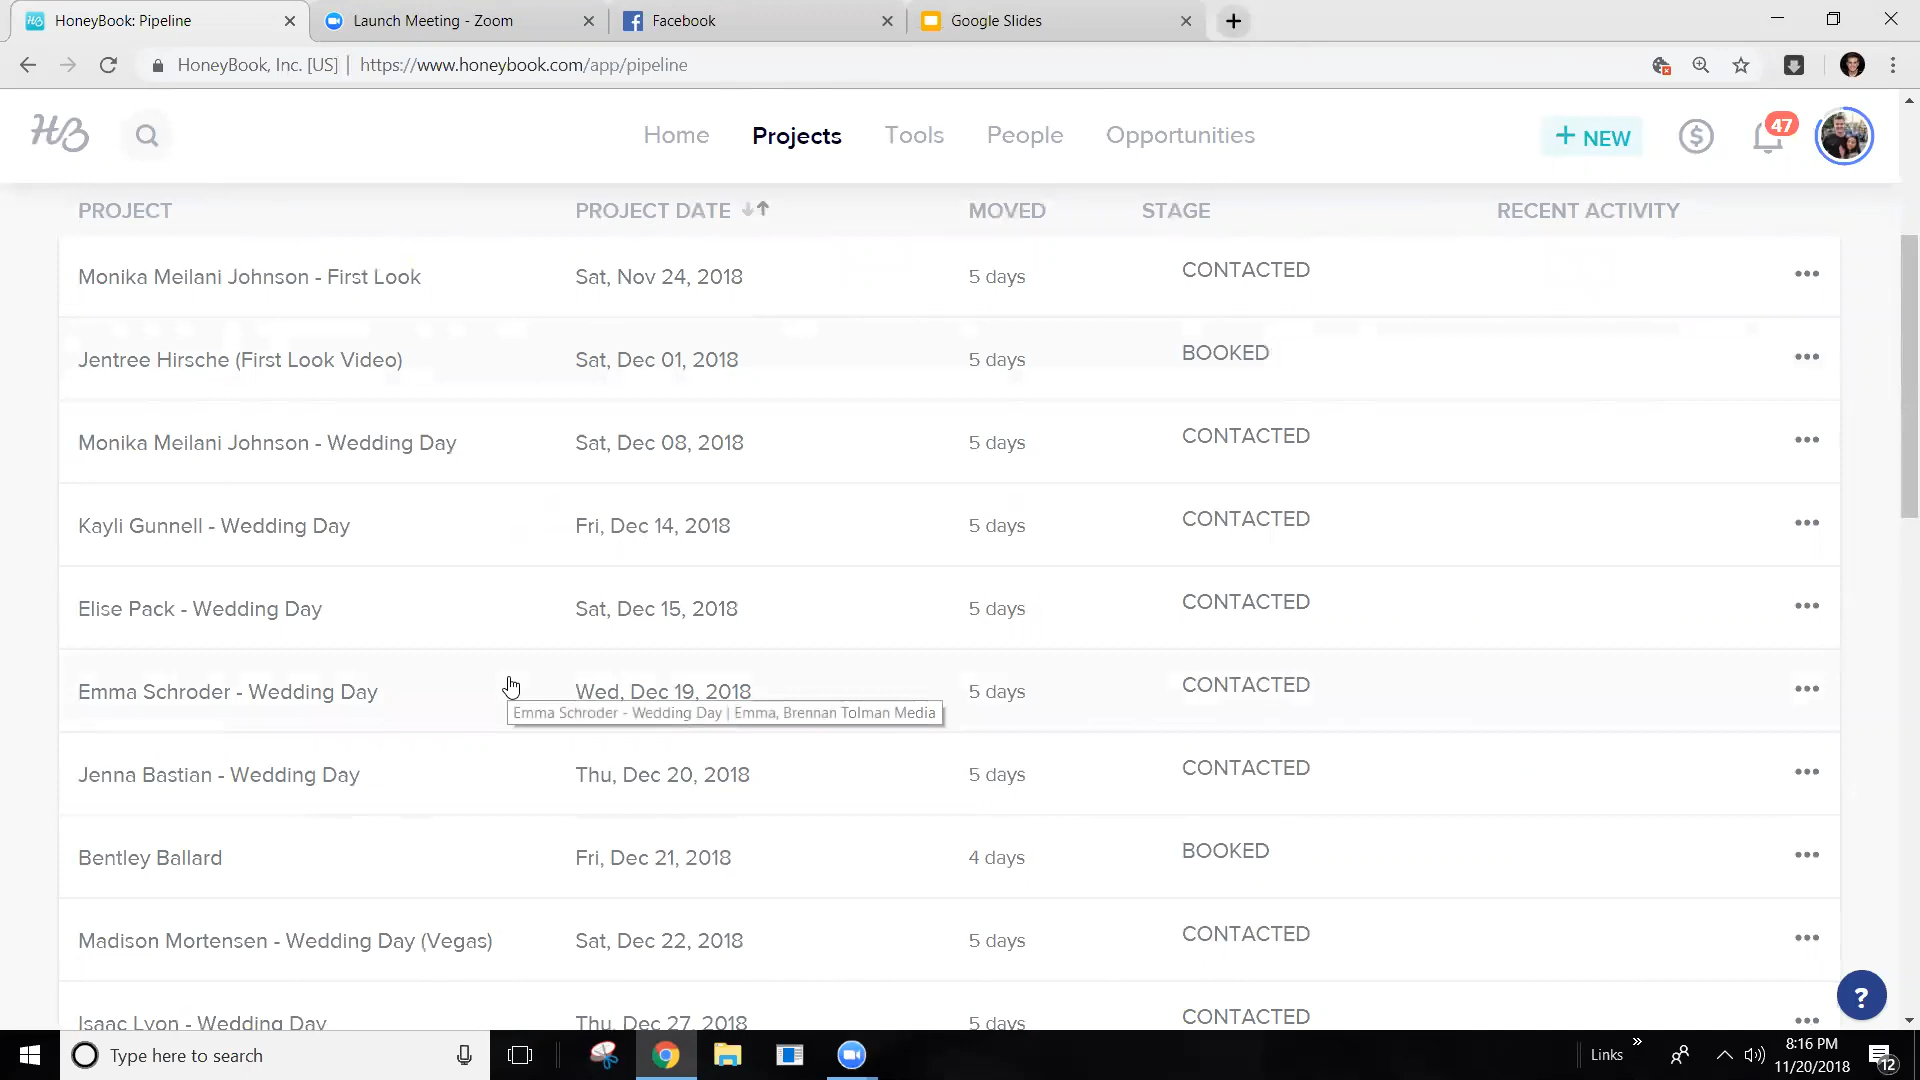 HoneyBook: Pipeline
Launch Meeting - Zoom
Facebook
Google Slides
HoneyBook, Inc. [US] | https://www.honeybook.com/app/pipeline
HB
Home
Projects
Tools
People
Opportunities
+ NEW
$
47
PROJECT
PROJECT DATE
MOVED
STAGE
RECENT ACTIVITY
Monika Meilani Johnson - First Look
Sat, Nov 24, 2018
5 days
CONTACTED
Jentree Hirsche (First Look Video)
Sat, Dec 01, 2018
5 days
BOOKED
Monika Meilani Johnson - Wedding Day
Sat, Dec 08, 2018
5 days
CONTACTED
Kayli Gunnell - Wedding Day
Fri, Dec 14, 2018
5 days
CONTACTED
Elise Pack - Wedding Day
Sat, Dec 15, 2018
5 days
CONTACTED
Emma Schroder - Wedding Day
Wed, Dec 19, 2018
5 days
CONTACTED
Emma Schroder - Wedding Day | Emma, Brennan Tolman Media
Jenna Bastian - Wedding Day
Thu, Dec 20, 2018
5 days
CONTACTED
Bentley Ballard
Fri, Dec 21, 2018
4 days
BOOKED
Madison Mortensen - Wedding Day (Vegas)
Sat, Dec 22, 2018
5 days
CONTACTED
Isaac Lyon - Wedding Day
Thu, Dec 27, 2018
5 days
CONTACTED
?
Type here to search
Links
8:16 PM
11/20/2018
12